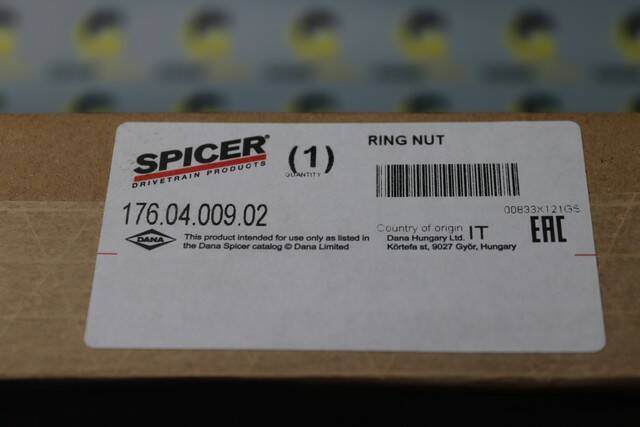 SPICER®
DRIVETRAIN PRODUCTS
(1)
QUANTITY
RING NUT
176.04.009.02
00833X121GS
DANA
This product intended for use only as listed in
the Dana Spicer catalog © Dana Limited
Country of origin IT
Dana Hungary Ltd.
Körtefa st, 9027 Győr, Hungary
EAC